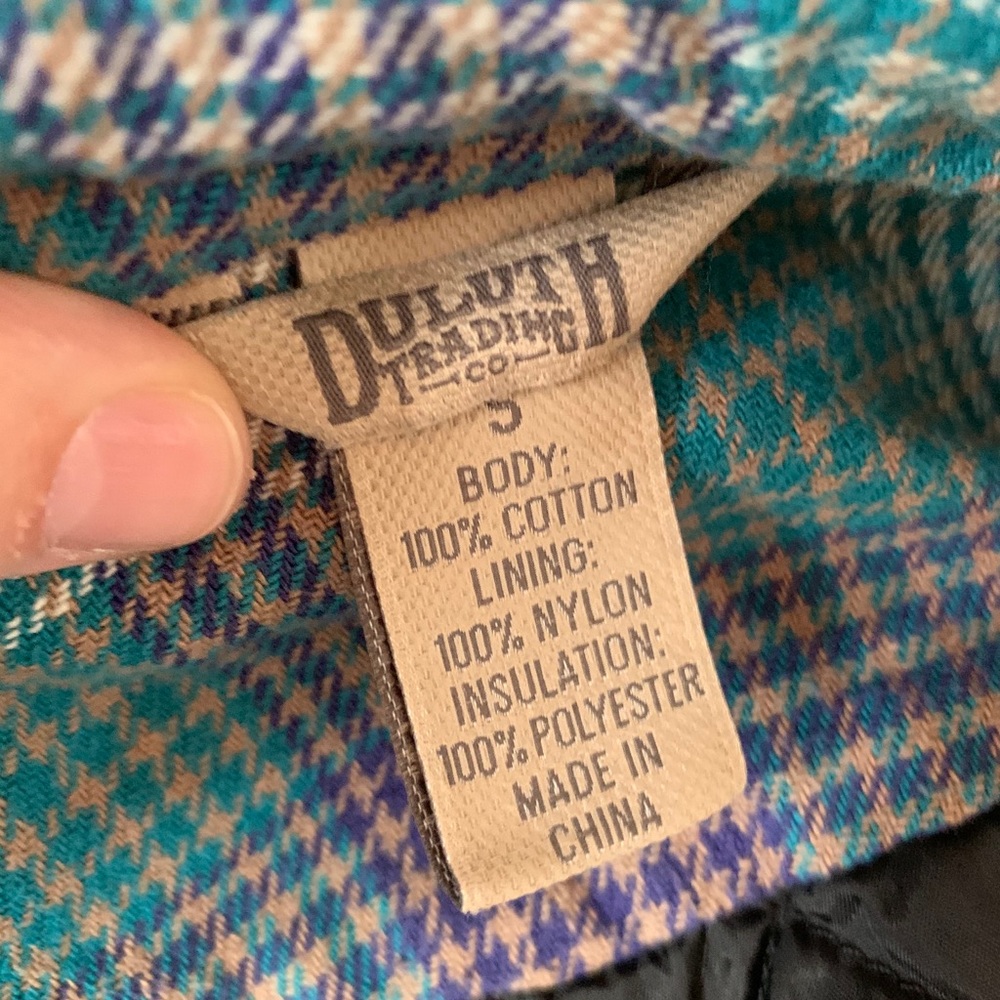 DULUTH
TRADING
CO
S
BODY:
100% COTTON
LINING:
100% NYLON
INSULATION:
100% POLYESTER
MADE IN
CHINA